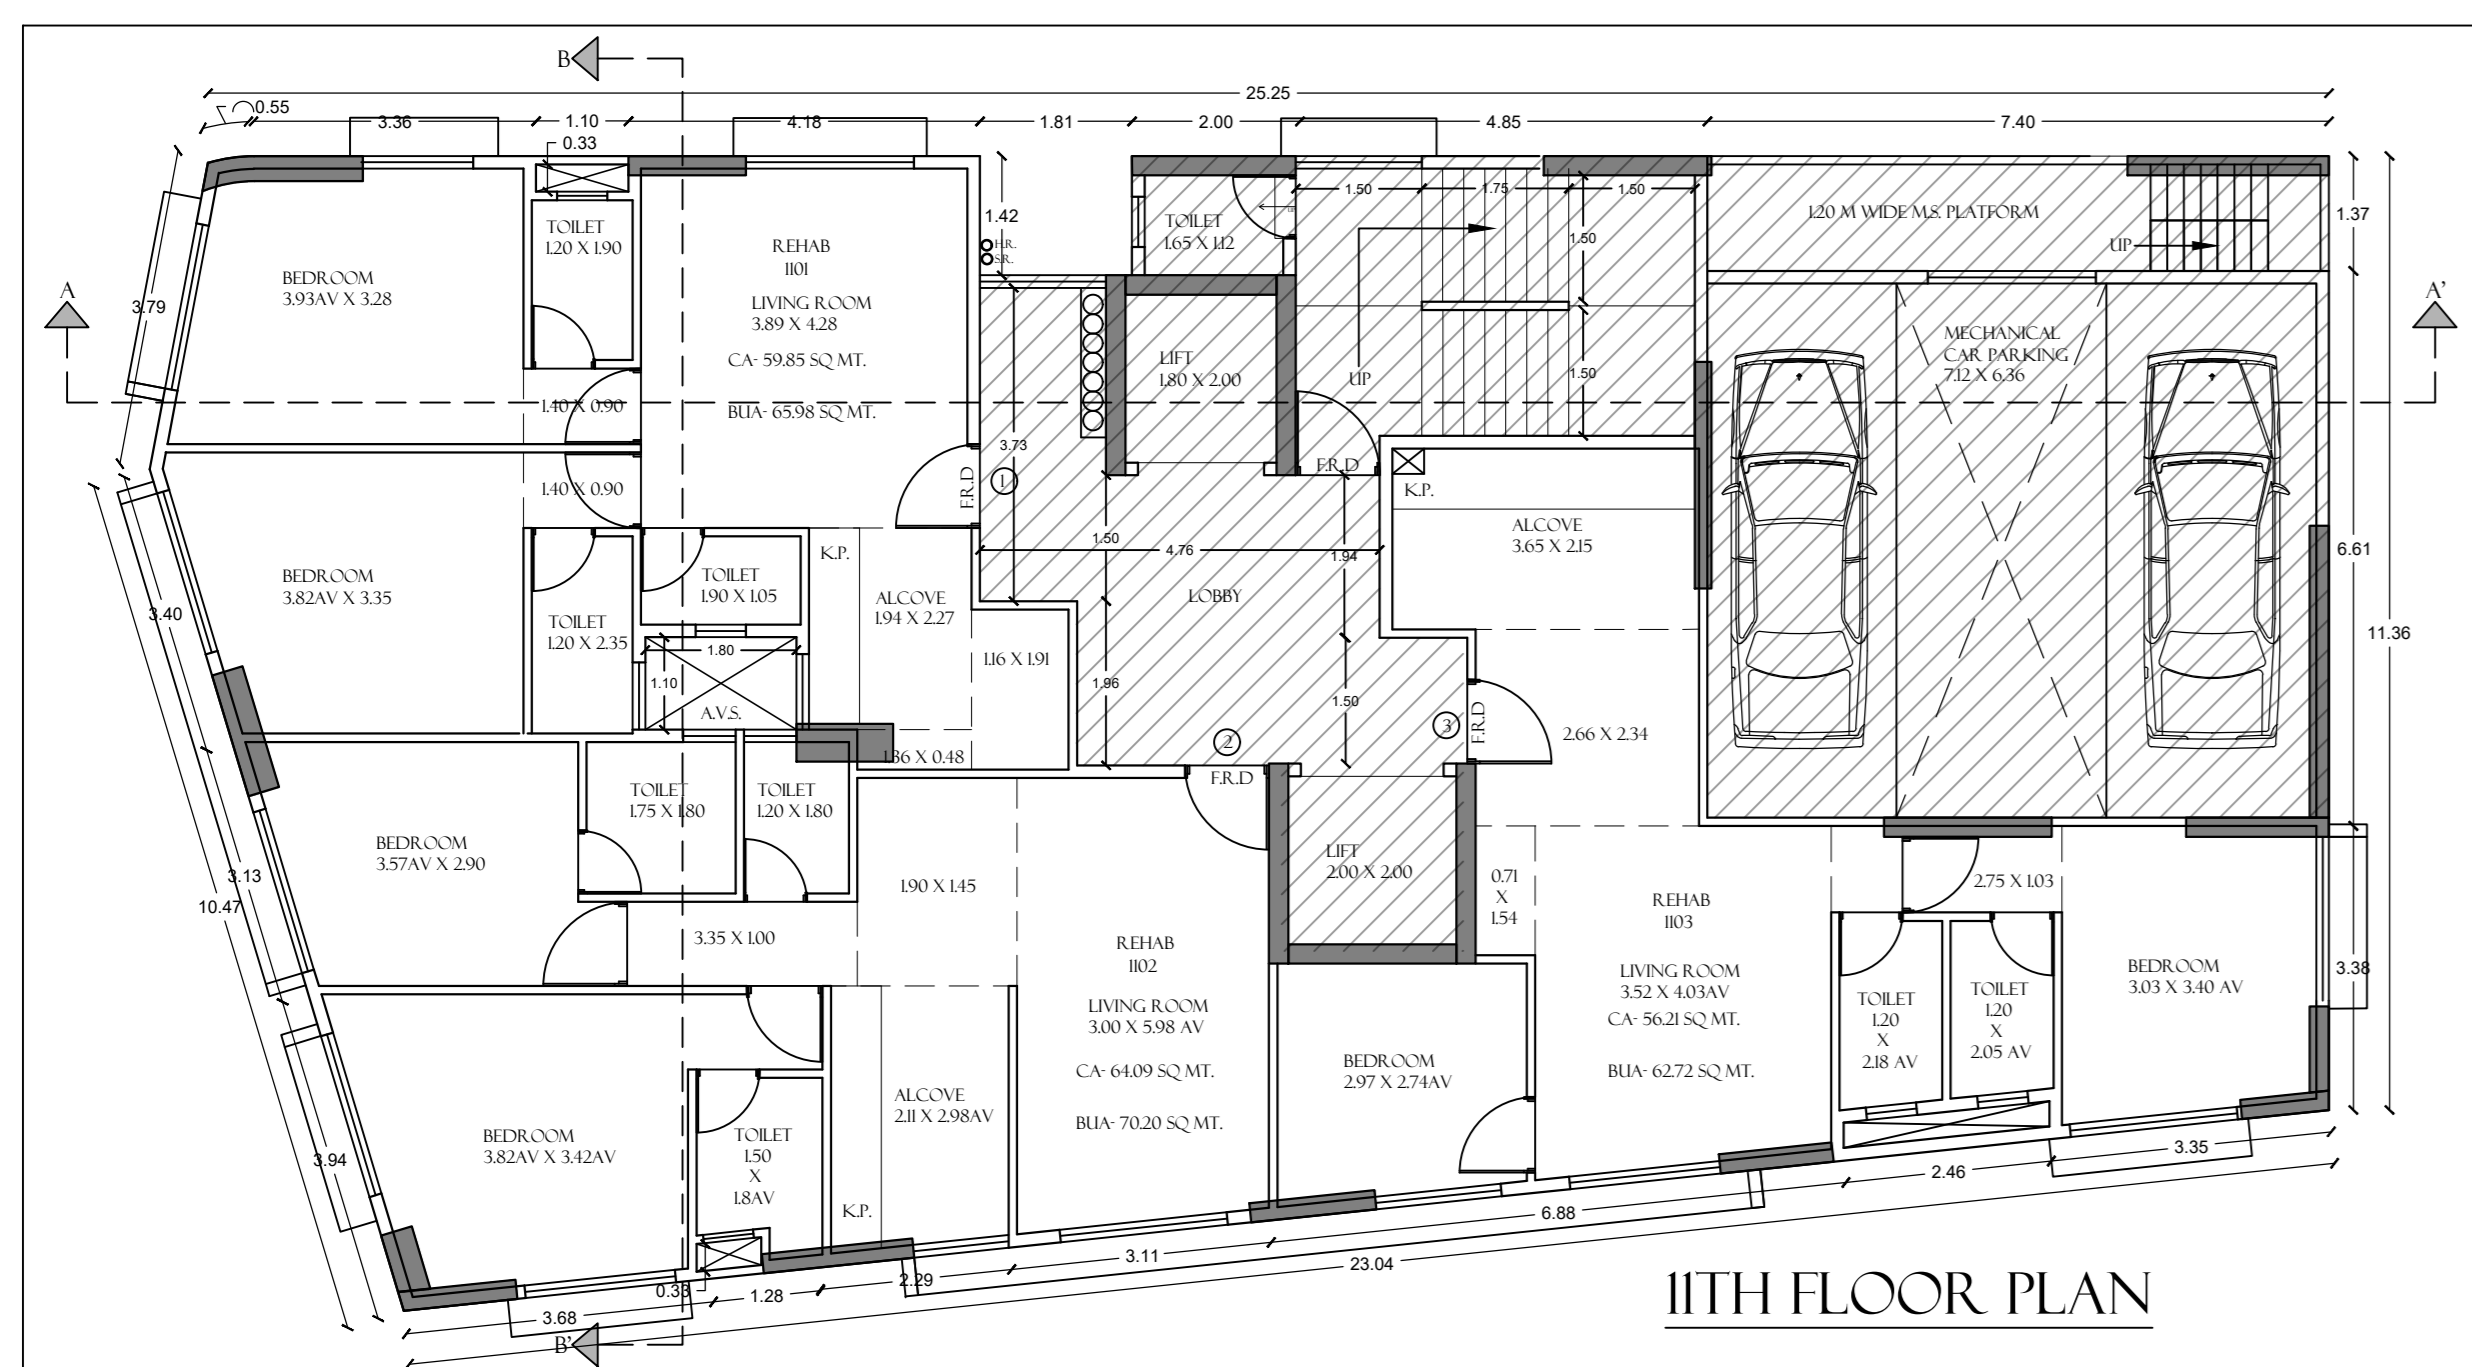 B
25.25
0.55
3.36
1.10
4.18
1.81
2.00
4.85
7.40
0.33
1.42
H.R.
S.R.
TOILET
1.20 X 1.90
REHAB
1101
LIVING ROOM
3.89 X 4.28
CA- 59.85 SQ MT.
BUA- 65.98 SQ MT.
BEDROOM
3.93AV X 3.28
3.79
A
TOILET
1.65 X 1.12
1.50
1.75
1.50
1.50
1.50
UP
1.20 M WIDE M.S. PLATFORM
UP
1.37
A'
LIFT
1.80 X 2.00
MECHANICAL
CAR PARKING
7.12 X 6.36
1.40 X 0.90
1.40 X 0.90
3.73
F.R.D
1
F.R.D
K.P.
ALCOVE
3.65 X 2.15
1.50
4.76
1.94
6.61
11.36
BEDROOM
3.82AV X 3.35
3.40
TOILET
1.20 X 2.35
TOILET
1.90 X 1.05
K.P.
ALCOVE
1.94 X 2.27
LOBBY
1.80
1.10
A.V.S.
1.16 X 1.91
1.96
1.50
3
F.R.D
2.66 X 2.34
2
F.R.D
1.36 X 0.48
TOILET
1.75 X 1.80
TOILET
1.20 X 1.80
BEDROOM
3.57AV X 2.90
3.13
10.47
1.90 X 1.45
3.35 X 1.00
LIFT
2.00 X 2.00
0.71
X
1.54
REHAB
1102
LIVING ROOM
3.00 X 5.98 AV
CA- 64.09 SQ MT.
BUA- 70.20 SQ MT.
REHAB
1103
LIVING ROOM
3.52 X 4.03AV
CA- 56.21 SQ MT.
BUA- 62.72 SQ MT.
2.75 X 1.03
TOILET
1.20
X
2.18 AV
TOILET
1.20
X
2.05 AV
BEDROOM
3.03 X 3.40 AV
3.38
BEDROOM
2.97 X 2.74AV
ALCOVE
2.11 X 2.98AV
K.P.
BEDROOM
3.82AV X 3.42AV
TOILET
1.50
X
1.8AV
3.94
0.33
3.68
1.28
2.29
3.11
6.88
2.46
3.35
23.04
B'
11TH FLOOR PLAN